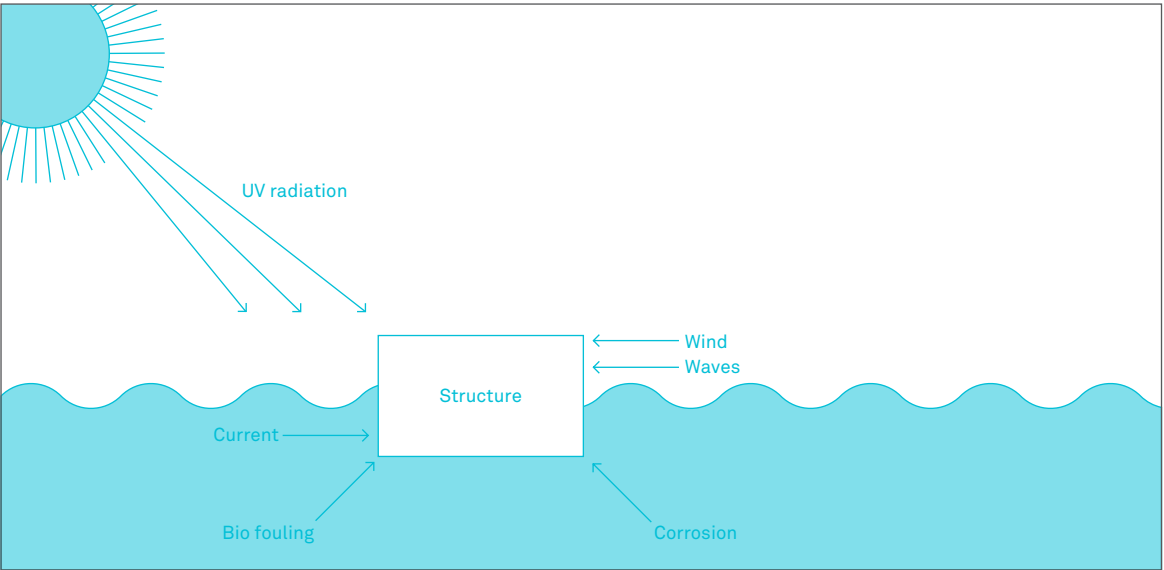 UV radiation
Wind
Waves
Structure
Current
Bio fouling
Corrosion